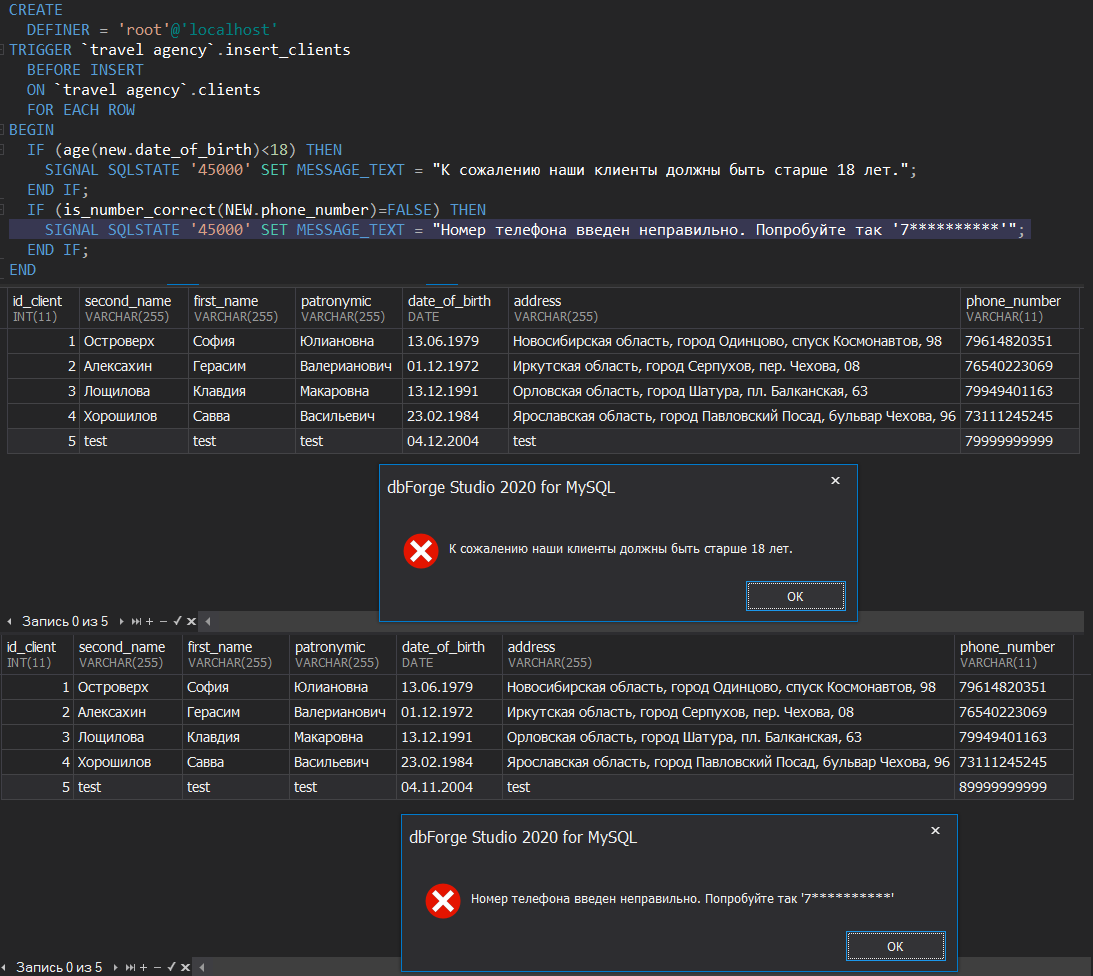 CREATE
DEFINER = 'root'@'localhost'
TRIGGER `travel agency`.insert_clients
BEFORE INSERT
ON `travel agency`.clients
FOR EACH ROW
BEGIN
IF (age(new.date_of_birth)<18) THEN
SIGNAL SQLSTATE '45000' SET MESSAGE_TEXT = "К сожалению наши клиенты должны быть старше 18 лет.";
END IF;
IF (is_number_correct(NEW.phone_number)=FALSE) THEN
SIGNAL SQLSTATE '45000' SET MESSAGE_TEXT = "Номер телефона введен неправильно. Попробуйте так '7**********'";
END IF;
END
id_client second_name first_name patronymic date_of_birth address phone_number
INT(11) VARCHAR(255) VARCHAR(255) VARCHAR(255) DATE VARCHAR(255) VARCHAR(11)
1 Островерх София Юлиановна 13.06.1979 Новосибирская область, город Одинцово, спуск Космонавтов, 98 79614820351
2 Алексахин Герасим Валерианович 01.12.1972 Иркутская область, город Серпухов, пер. Чехова, 08 76540223069
3 Лощилова Клавдия Макаровна 13.12.1991 Орловская область, город Шатура, пл. Балканская, 63 79949401163
4 Хорошилов Савва Васильевич 23.02.1984 Ярославская область, город Павловский Посад, бульвар Чехова, 96 73111245245
5 test test test 04.12.2004 test 79999999999
dbForge Studio 2020 for MySQL
К сожалению наши клиенты должны быть старше 18 лет.
OK
Запись 0 из 5
id_client second_name first_name patronymic date_of_birth address phone_number
INT(11) VARCHAR(255) VARCHAR(255) VARCHAR(255) DATE VARCHAR(255) VARCHAR(11)
1 Островерх София Юлиановна 13.06.1979 Новосибирская область, город Одинцово, спуск Космонавтов, 98 79614820351
2 Алексахин Герасим Валерианович 01.12.1972 Иркутская область, город Серпухов, пер. Чехова, 08 76540223069
3 Лощилова Клавдия Макаровна 13.12.1991 Орловская область, город Шатура, пл. Балканская, 63 79949401163
4 Хорошилов Савва Васильевич 23.02.1984 Ярославская область, город Павловский Посад, бульвар Чехова, 96 73111245245
5 test test test 04.11.2004 test 89999999999
dbForge Studio 2020 for MySQL
Номер телефона введен неправильно. Попробуйте так '7**********'
OK
Запись 0 из 5